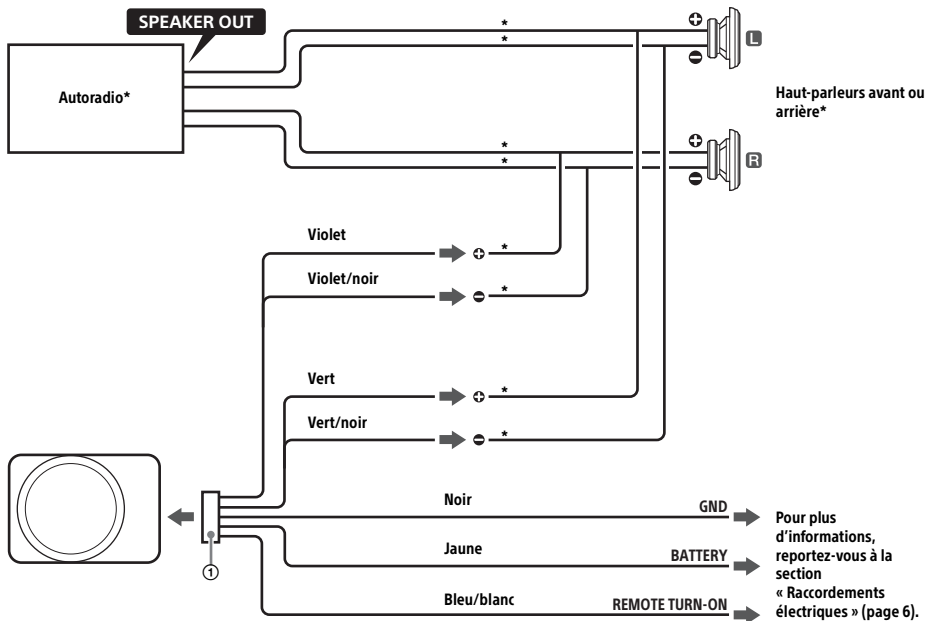 SPEAKER OUT
Autoradio*
*
*
+
L
-
Haut-parleurs avant ou
arrière*
*
*
+
R
-
Violet
+ *
Violet/noir
- *
Vert
+ *
Vert/noir
- *
Noir
GND
Jaune
BATTERY
Bleu/blanc
REMOTE TURN-ON
①
Pour plus
d'informations,
reportez-vous à la
section
« Raccordements
électriques » (page 6).